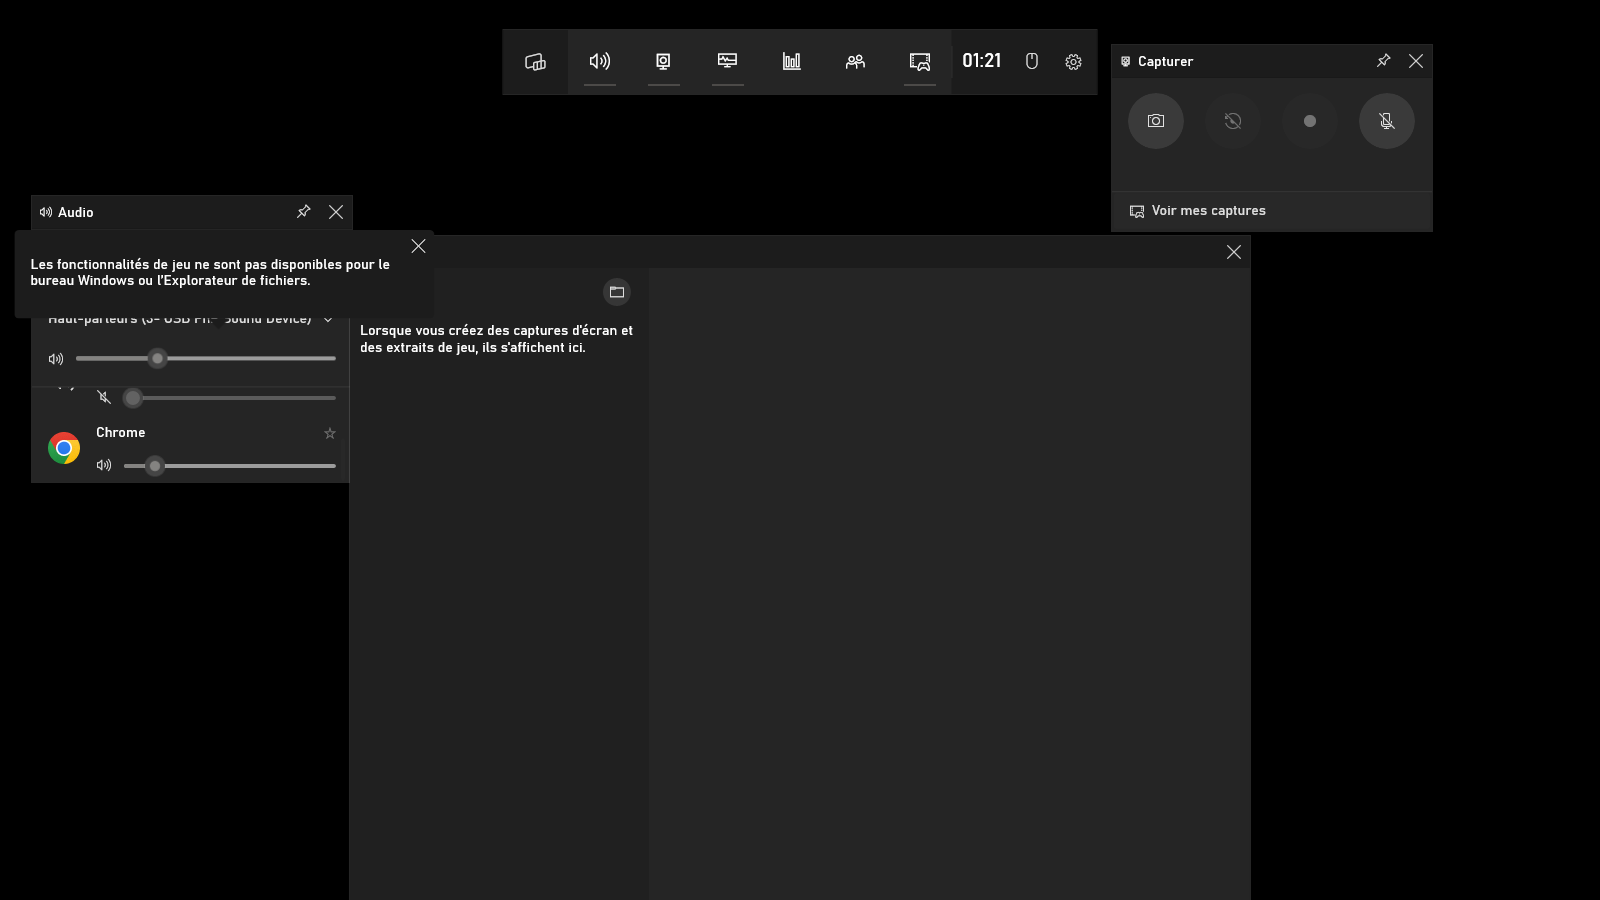 01:21
Capturer
Voir mes captures
Audio
Les fonctionnalités de jeu ne sont pas disponibles pour le
bureau Windows ou l'Explorateur de fichiers.
Haut-parleurs (3- USB Sound Device)
Lorsque vous créez des captures d'écran et
des extraits de jeu, ils s'affichent ici.
Chrome